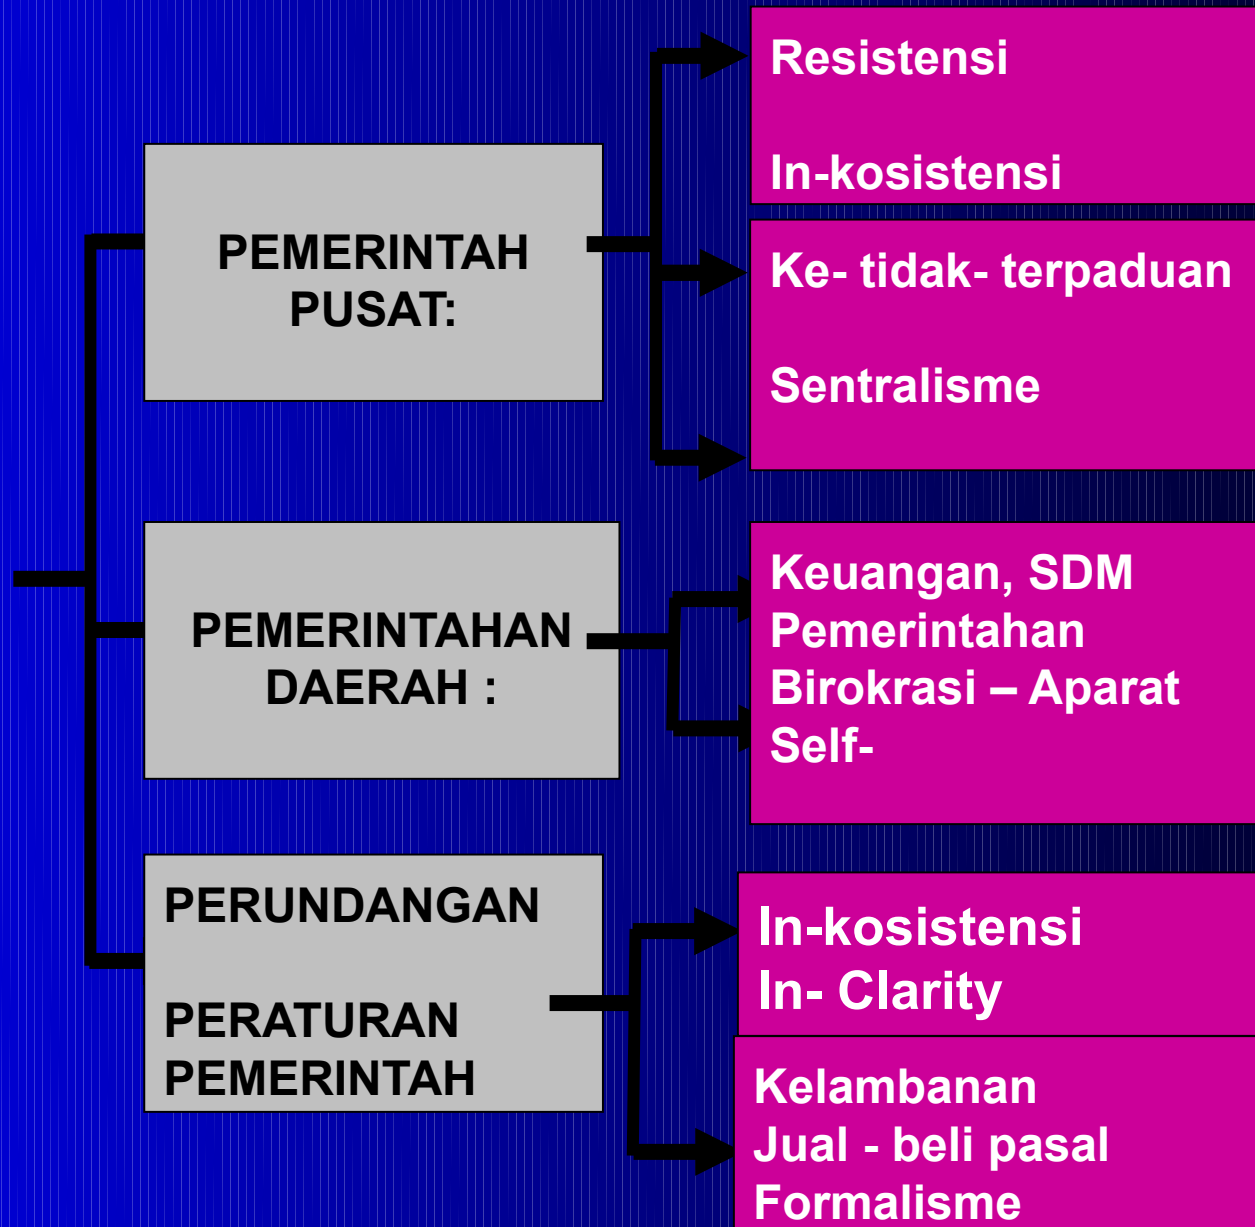 PEMERINTAH
PUSAT:
Resistensi
In-kosistensi
Ke- tidak- terpaduan
Sentralisme
PEMERINTAHAN
DAERAH :
Keuangan, SDM
Pemerintahan
Birokrasi – Aparat
Self-
PERUNDANGAN
PERATURAN
PEMERINTAH
In-kosistensi
In- Clarity
Kelambanan
Jual - beli pasal
Formalisme